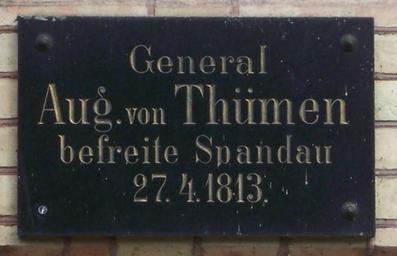 General
Aug. von Thümen
befreite Spandau
27. 4. 1813.